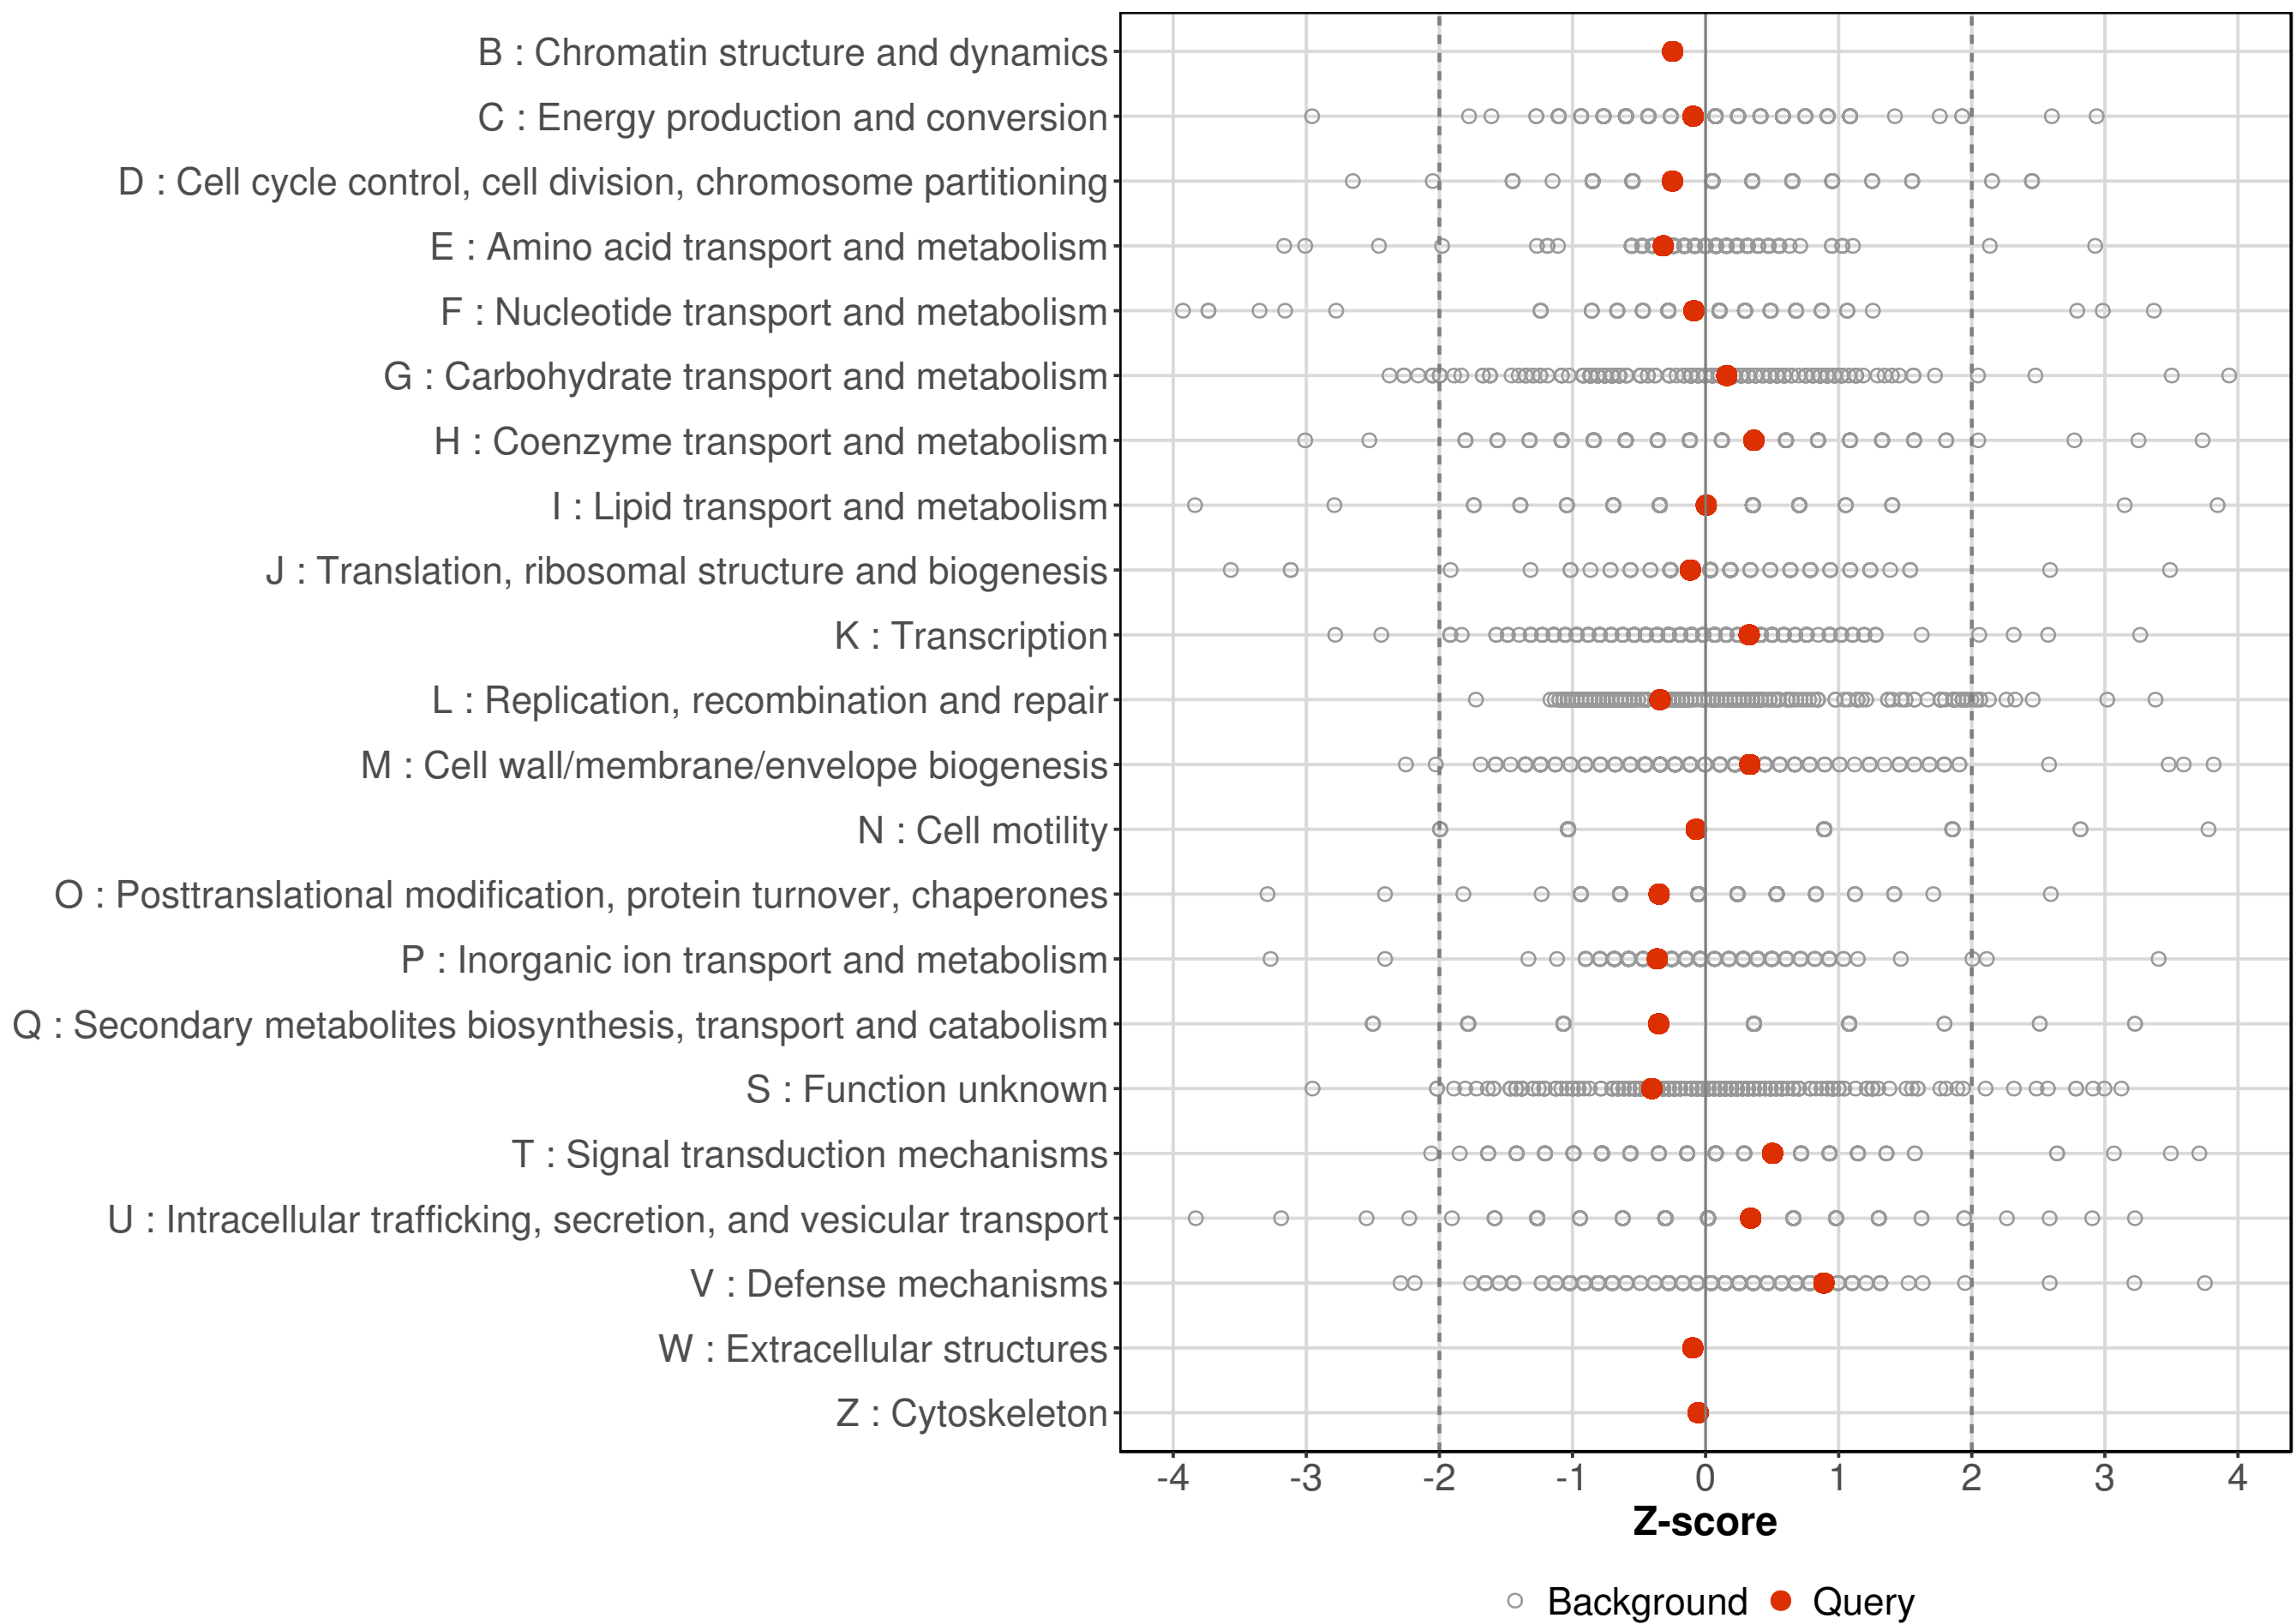 B : Chromatin structure and dynamics
C : Energy production and conversion
D : Cell cycle control, cell division, chromosome partitioning
E : Amino acid transport and metabolism
F : Nucleotide transport and metabolism
G : Carbohydrate transport and metabolism
H : Coenzyme transport and metabolism
I : Lipid transport and metabolism
J : Translation, ribosomal structure and biogenesis
K : Transcription
L : Replication, recombination and repair
M : Cell wall/membrane/envelope biogenesis
N : Cell motility
O : Posttranslational modification, protein turnover, chaperones
P : Inorganic ion transport and metabolism
Q : Secondary metabolites biosynthesis, transport and catabolism
S : Function unknown
T : Signal transduction mechanisms
U : Intracellular trafficking, secretion, and vesicular transport
V : Defense mechanisms
W : Extracellular structures
Z : Cytoskeleton
-4 -3 -2 -1 0 1 2 3 4
Z-score
Background Query